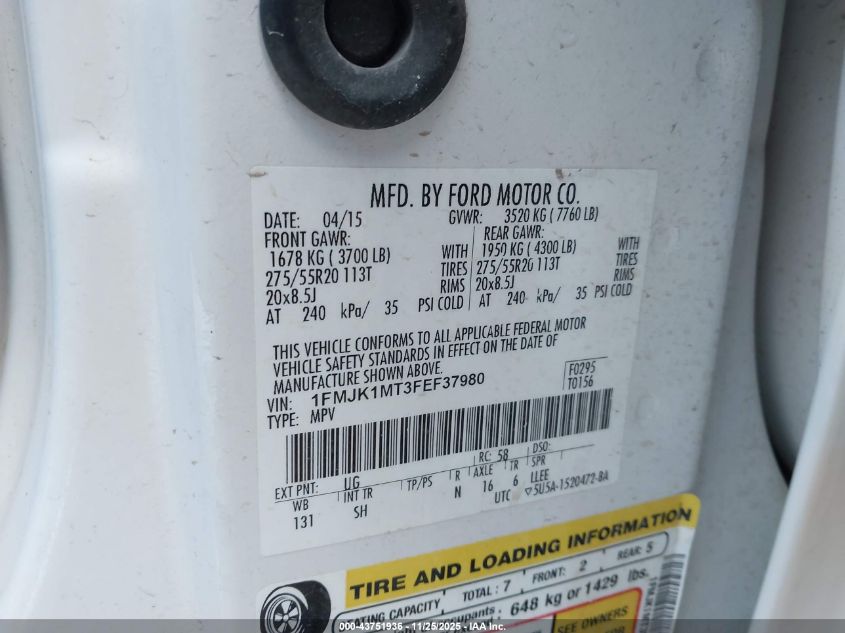 MFD. BY FORD MOTOR CO.
DATE: 04/15 GVWR: 3520 KG ( 7760 LB)
FRONT GAWR: REAR GAWR:
1678 KG ( 3700 LB) WITH 1950 KG ( 4300 LB) WITH
275/55R20 113T TIRES 275/55R20 113T TIRES
20x8.5J RIMS 20x8.5J RIMS
AT 240 kPa/ 35 PSI COLD AT 240 kPa/ 35 PSI COLD
THIS VEHICLE CONFORMS TO ALL APPLICABLE FEDERAL MOTOR
VEHICLE SAFETY STANDARDS IN EFFECT ON THE DATE OF
MANUFACTURE SHOWN ABOVE.
VIN: 1FMJK1MT3FEF37980 F0295
TYPE: MPV T0156
EXT PNT: UG RC: 58 DSO:
WB INT TR TP/PS R AXLE TR SPR
131 SH N 16 6 LLEE
UTC ▽5U5A-1520472-BA
TIRE AND LOADING INFORMATION
SEATING CAPACITY TOTAL : 7 FRONT: 2 REAR: 5
648 kg or 1429 lbs.
SEE OWNERS
000-43751936 - 11/25/2025 -